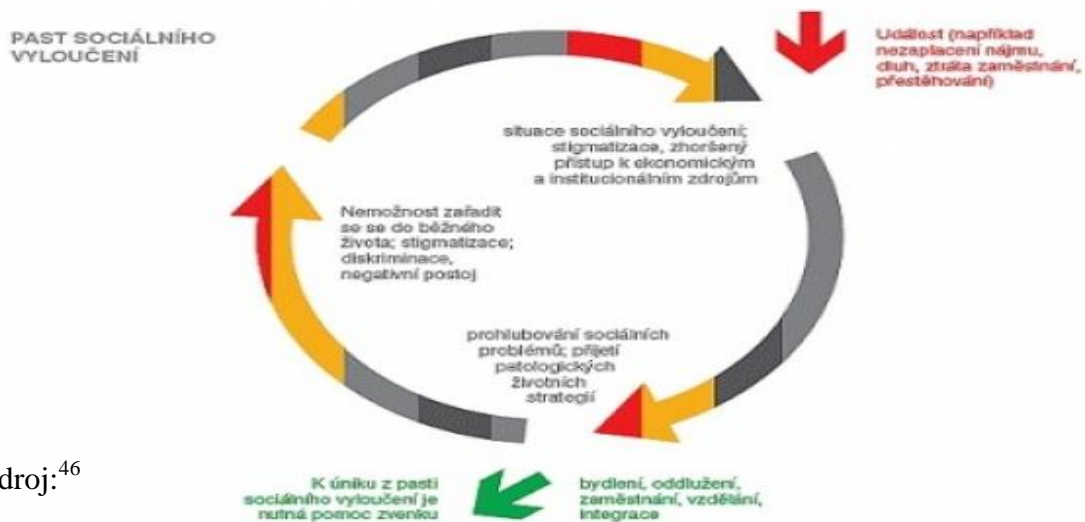 PAST SOCIÁLNÍHO
VYLOUČENÍ
Událost (například
nezaplacení nájmu,
dluh, ztráta zaměstnání,
přestěhování)
situace sociálního vyloučení;
stigmatizace, zhoršený
přístup k ekonomickým
a institucionálním zdrojům
Nemožnost zařadit
se se do běžného
života; stigmatizace;
diskriminace,
negativní postoj
prohlubování sociálních
problémů; přijetí
patologických
životních
strategií
droj:46
K úniku z pasti
sociálního vyloučení je
nutná pomoc zvenku
bydlení, oddlužení,
zaměstnání, vzdělání,
integrace